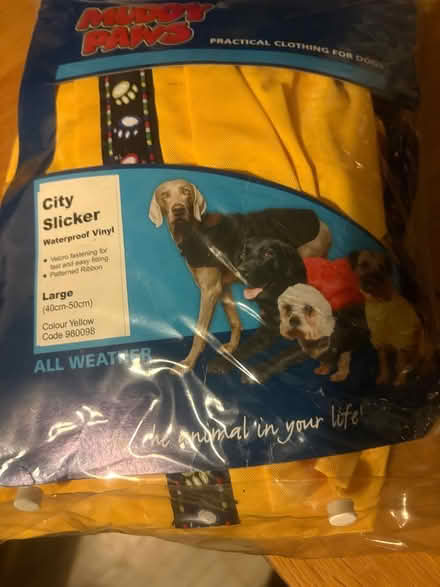 MUDDY
PAWS
PRACTICAL CLOTHING FOR DOGS
City
Slicker
Waterproof Vinyl
• Velcro fastening for
fast and easy fitting
• Patterned Ribbon
Large
(40cm-50cm)
Colour Yellow
Code 980098
ALL WEATHER
the animal in your life!